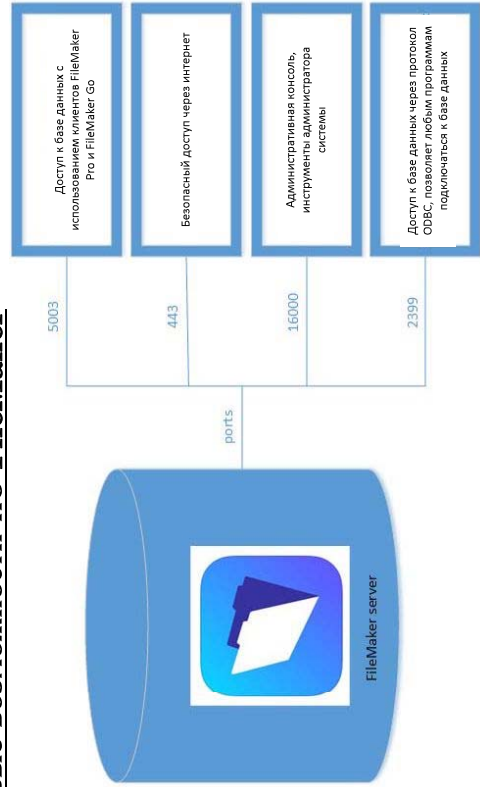 Доступ к базе данных с
использованием клиентов FileMaker
Pro и FileMaker Go
5003
Безопасный доступ через интернет
443
ports
Административная консоль,
инструменты администратора
системы
16000
Доступ к базе данных через протокол
ODBC, позволяет любым программам
подключаться к базе данных
2399
FileMaker server